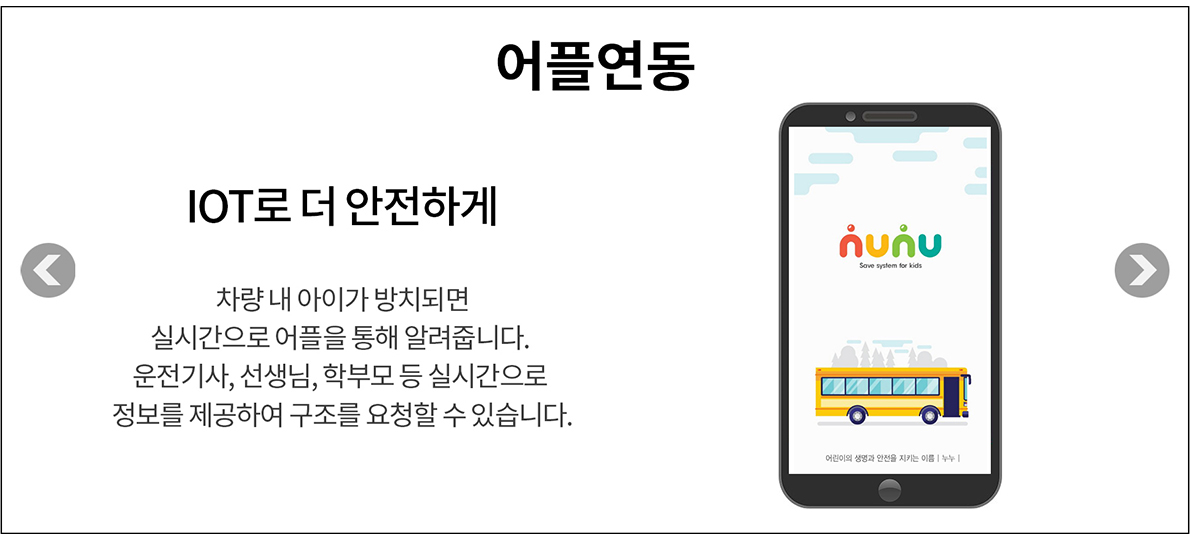 어플연동
IOT로 더 안전하게
차량 내 아이가 방치되면
실시간으로 어플을 통해 알려줍니다.
운전기사, 선생님, 학부모 등 실시간으로
정보를 제공하여 구조를 요청할 수 있습니다.
nunu
Save system for kids
어린이의 생명과 안전을 지키는 이름 | 누누 |